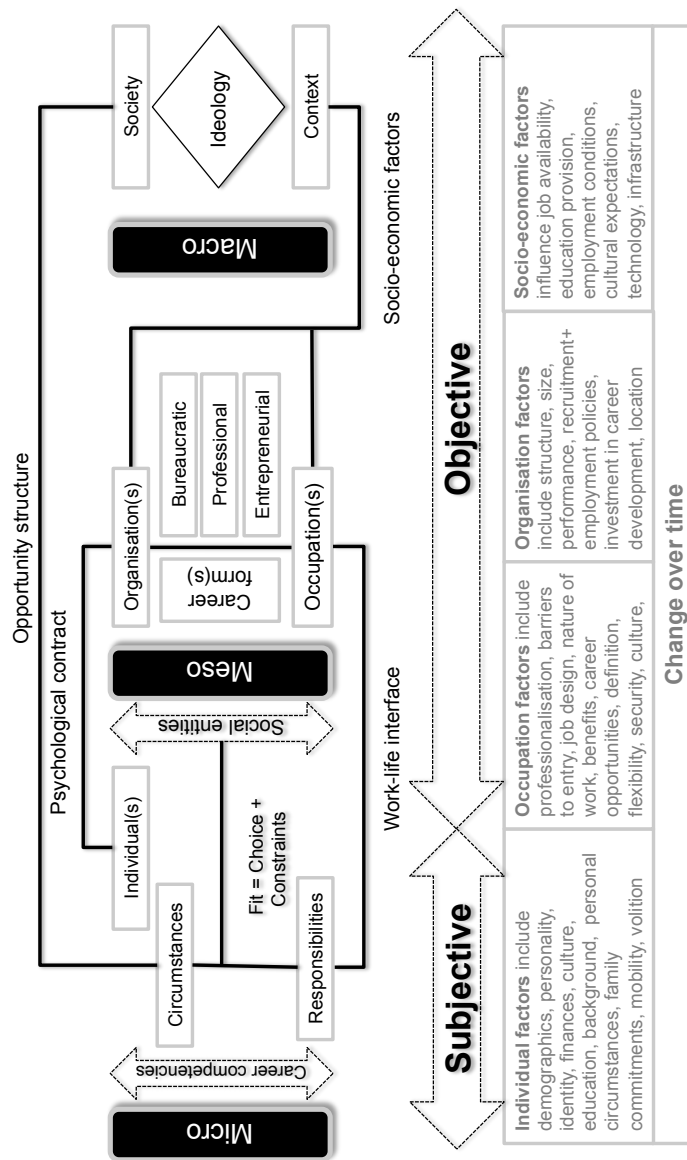 Opportunity structure
Psychological contract
Micro
Career competencies
Circumstances
Responsibilities
Individual(s)
Fit = Choice +
Constraints
Social entities
Meso
Organisation(s)
Career
form(s)
Occupation(s)
Bureaucratic
Professional
Entrepreneurial
Macro
Society
Ideology
Context
Work-life interface
Socio-economic factors
Subjective
Objective
Individual factors include
demographics, personality,
identity, finances, culture,
education, background, personal
circumstances, family
commitments, mobility, volition
Occupation factors include
professionalisation, barriers
to entry, job design, nature of
work, benefits, career
opportunities, definition,
flexibility, security, culture,
Organisation factors
include structure, size,
performance, recruitment+
employment policies,
investment in career
development, location
Socio-economic factors
influence job availability,
education provision,
employment conditions,
cultural expectations,
technology, infrastructure
Change over time